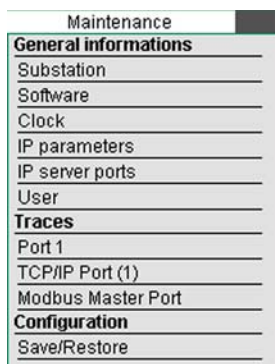 Maintenance
General informations
Substation
Software
Clock
IP parameters
IP server ports
User
Traces
Port 1
TCP/IP Port (1)
Modbus Master Port
Configuration
Save/Restore